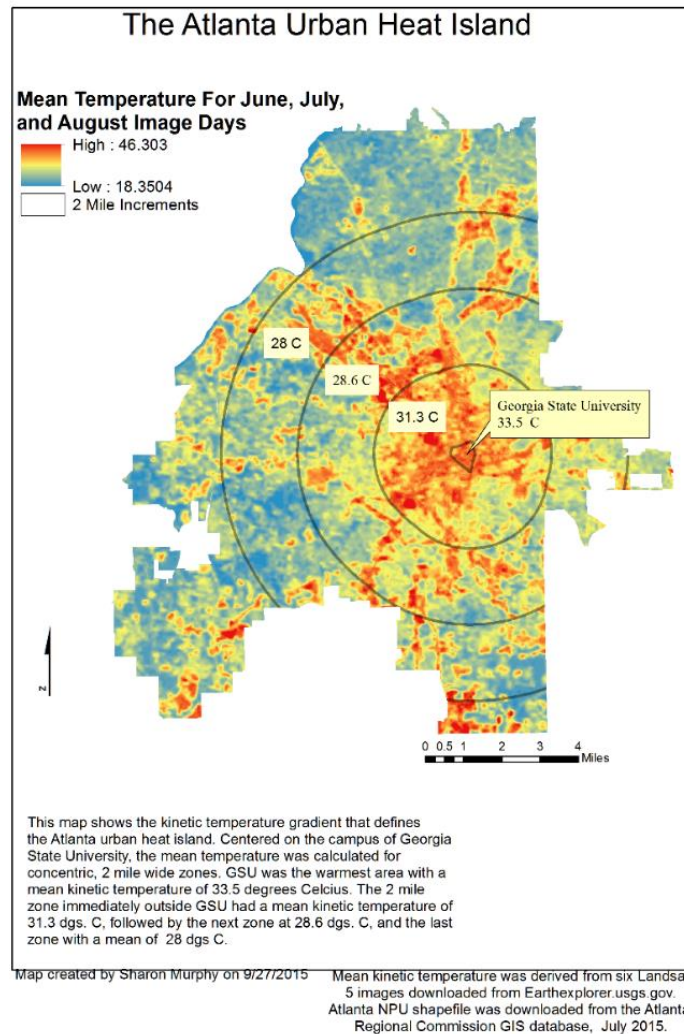 The Atlanta Urban Heat Island
Mean Temperature For June, July,
and August Image Days
High : 46.303
Low : 18.3504
2 Mile Increments
28 C
28.6 C
31.3 C
Georgia State University
33.5 C
z
0 0.5 1 2 3 4
Miles
This map shows the kinetic temperature gradient that defines
the Atlanta urban heat island. Centered on the campus of Georgia
State University, the mean temperature was calculated for
concentric, 2 mile wide zones. GSU was the warmest area with a
mean kinetic temperature of 33.5 degrees Celcius. The 2 mile
zone immediately outside GSU had a mean kinetic temperature of
31.3 dgs. C, followed by the next zone at 28.6 dgs. C, and the last
zone with a mean of 28 dgs C.
Map created by Sharon Murphy on 9/27/2015
Mean kinetic temperature was derived from six Landsa
5 images downloaded from Earthexplorer.usgs.gov.
Atlanta NPU shapefile was downloaded from the Atlanta
Regional Commission GIS database, July 2015.